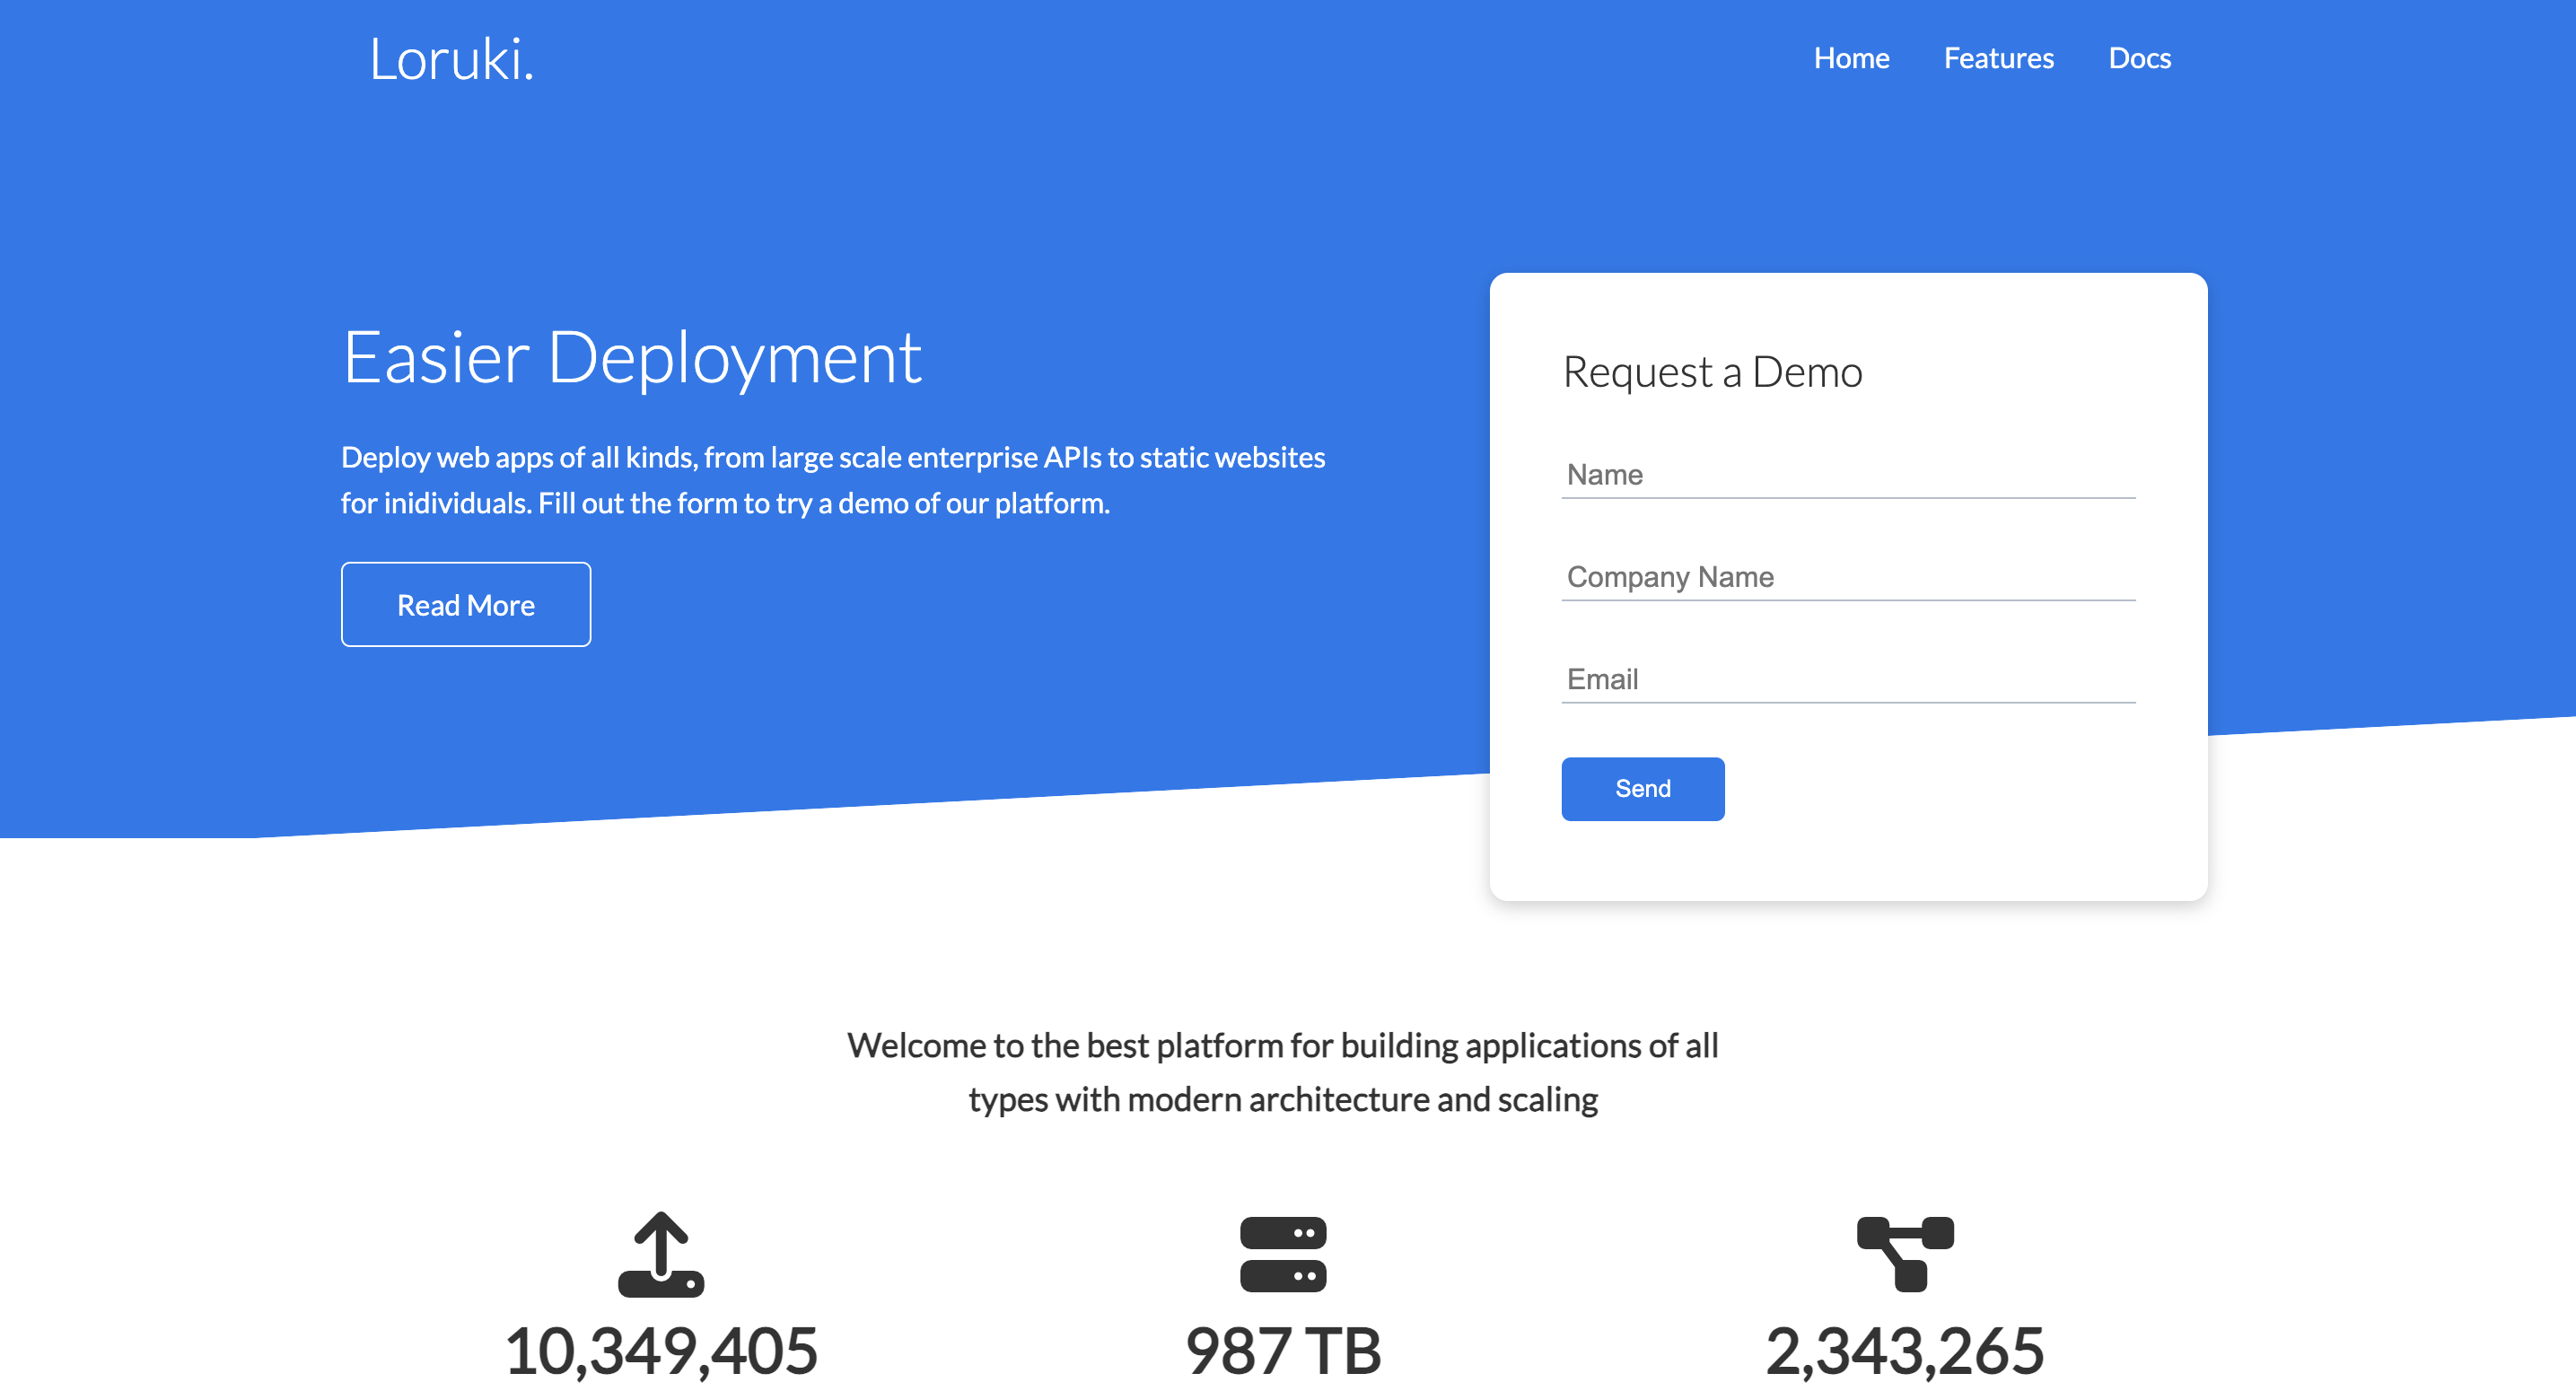 Loruki.
Home Features Docs
Easier Deployment
Deploy web apps of all kinds, from large scale enterprise APIs to static websites
for inidividuals. Fill out the form to try a demo of our platform.
Read More
Request a Demo
Name
Company Name
Email
Send
Welcome to the best platform for building applications of all
types with modern architecture and scaling
10,349,405
987 TB
2,343,265